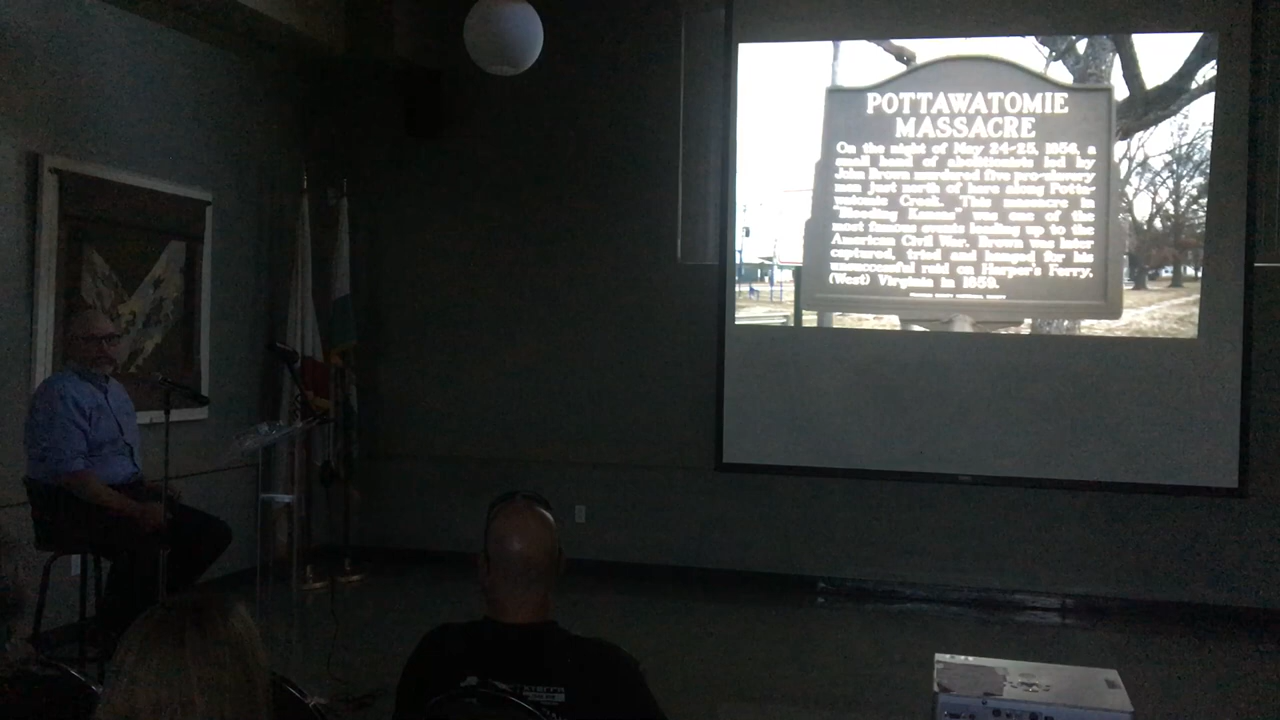 POTTAWATOMIE
MASSACRE
On the night of May 24-25, 1856, a
small band of abolitionists led by
John Brown murdered five pro-slavery
men just north of here along Potta-
watomie Creek. This massacre in
"Bleeding Kansas" was one of the
most famous events leading up to the
American Civil War. Brown was later
captured, tried and hanged for his
unsuccessful raid on Harper's Ferry,
(West) Virginia in 1859.